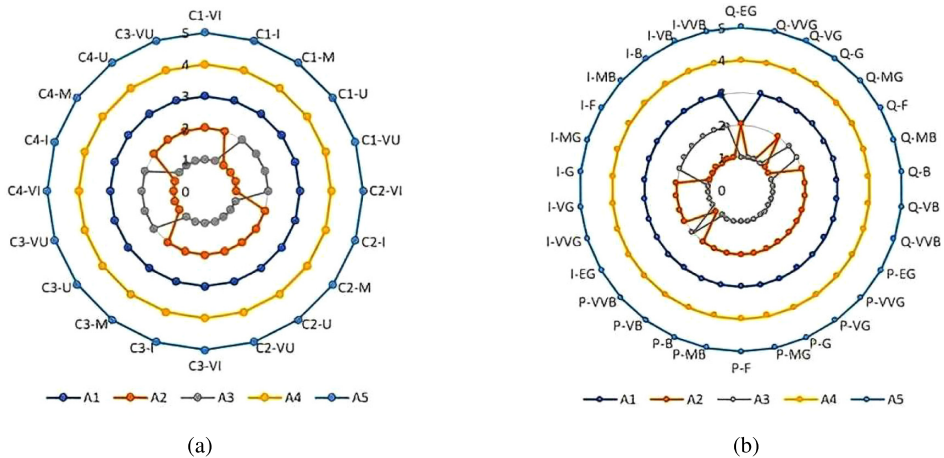 C1-VI
C1-I
C1-M
C1-U
C1-VU
C2-VI
C2-I
C2-M
C2-U
C2-VU
C3-VI
C3-I
C3-M
C3-U
C3-VU
C4-VI
C4-I
C4-M
C4-U
C3-VU
5
4
3
2
1
0
A1 A2 A3 A4 A5
(a)
Q-EG
Q-VVG
Q-VG
Q-G
Q-MG
Q-F
Q-MB
Q-B
Q-VB
Q-VVB
P-EG
P-VVG
P-VG
P-G
P-MG
P-F
P-MB
P-B
P-VB
P-VVB
I-EG
I-VVG
I-VG
I-G
I-MG
I-F
I-MB
I-B
I-VB
I-VVB
5
4
2
1
0
A1 A2 A3 A4 A5
(b)